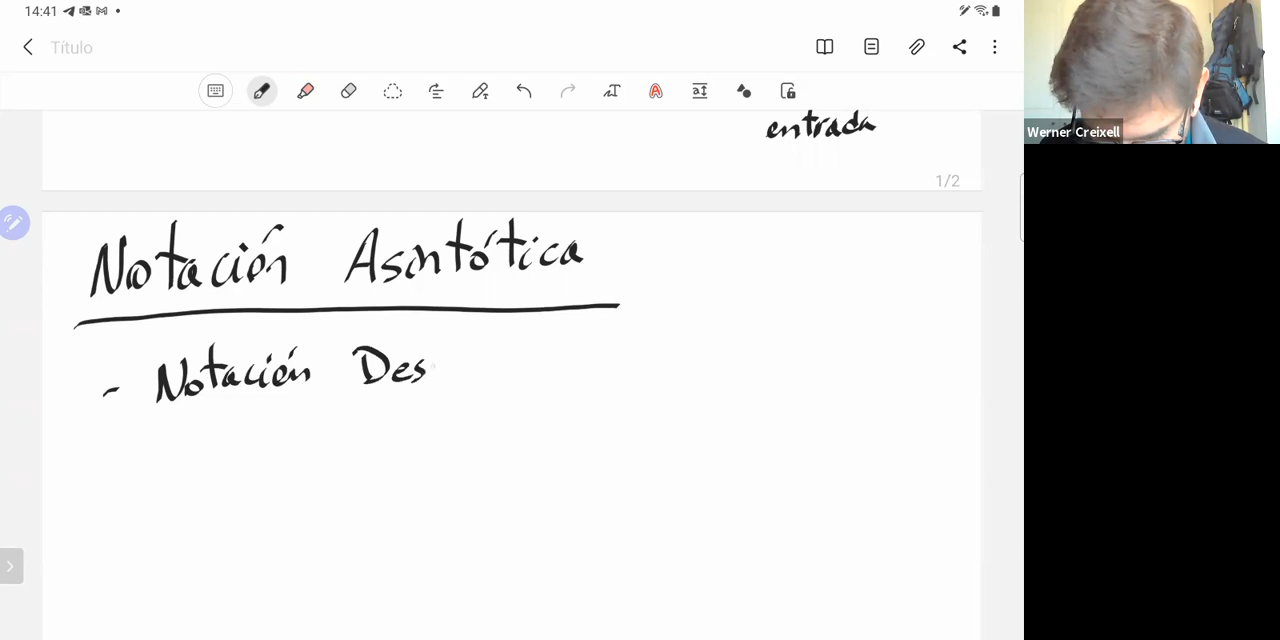 14:41
Título
entrada
1/2
Notación Asintótica
- Notación Des
Werner Creixell